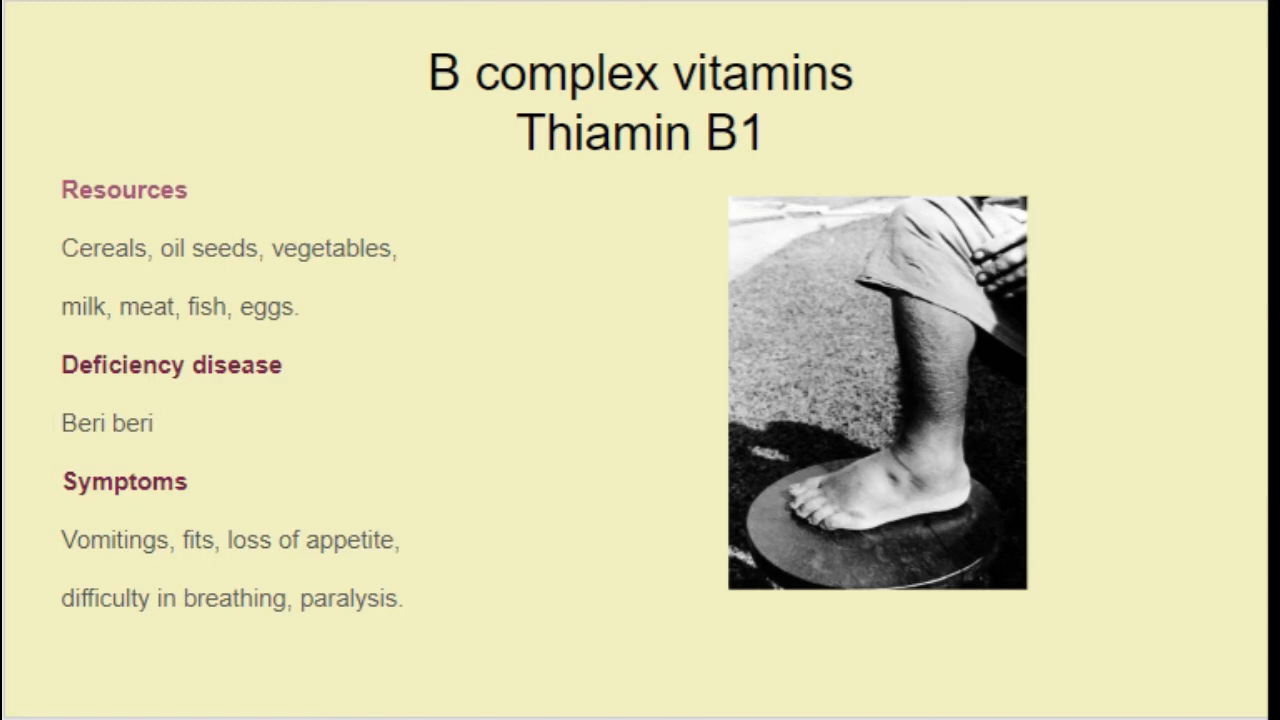 B complex vitamins
Thiamin B1
Resources
Cereals, oil seeds, vegetables,
milk, meat, fish, eggs.
Deficiency disease
Beri beri
Symptoms
Vomitings, fits, loss of appetite,
difficulty in breathing, paralysis.